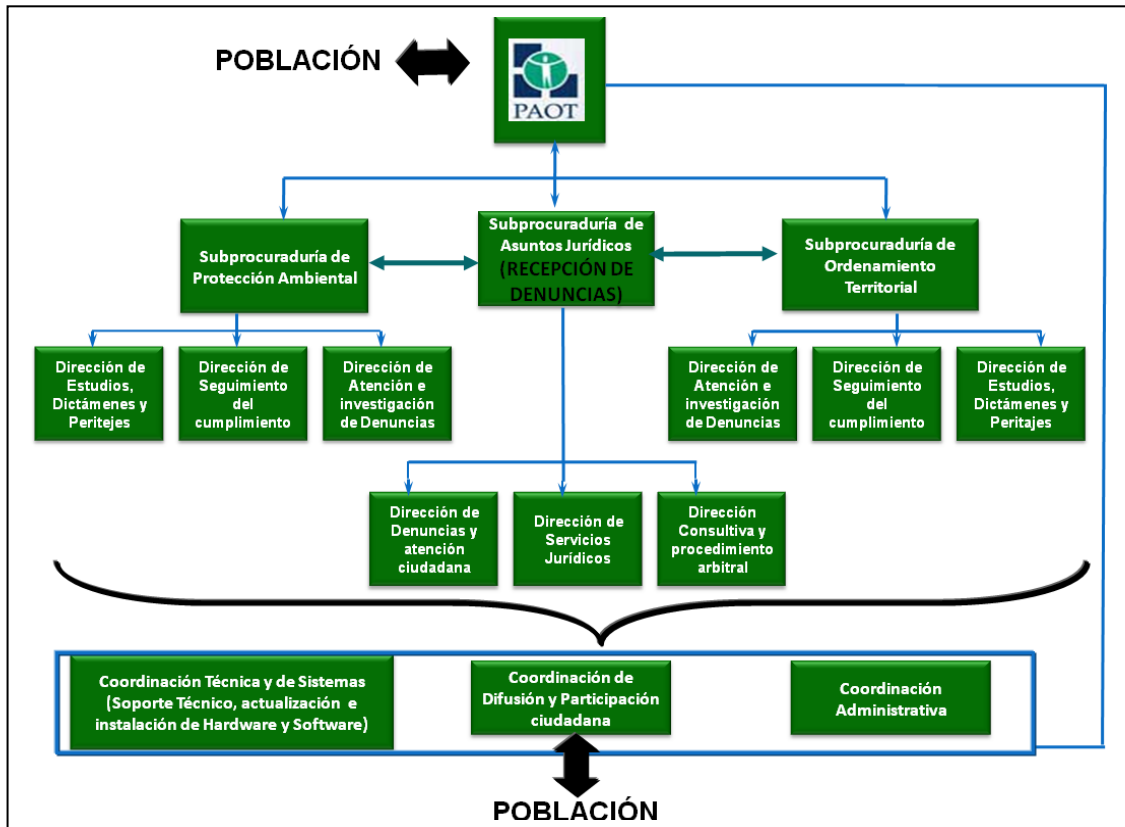 POBLACIÓN
PAOT
Subprocuraduría de
Protección Ambiental
Subprocuraduría de
Asuntos Jurídicos
(RECEPCIÓN DE
DENUNCIAS)
Subprocuraduría de
Ordenamiento
Territorial
Dirección de
Estudios,
Dictámenes y
Peritejes
Dirección de
Seguimiento
del
cumplimiento
Dirección de
Atención e
investigación
de Denuncias
Dirección de
Atención e
investigación
de Denuncias
Dirección de
Seguimiento
del
cumplimiento
Dirección de
Estudios,
Dictámenes y
Peritajes
Dirección de
Denuncias y
atención
ciudadana
Dirección de
Servicios
Jurídicos
Dirección
Consultiva y
procedimiento
arbitral
Coordinación Técnica y de Sistemas
(Soporte Técnico, actualización e
instalación de Hardware y Software)
Coordinación de
Difusión y Participación
ciudadana
Coordinación
Administrativa
POBLACIÓN